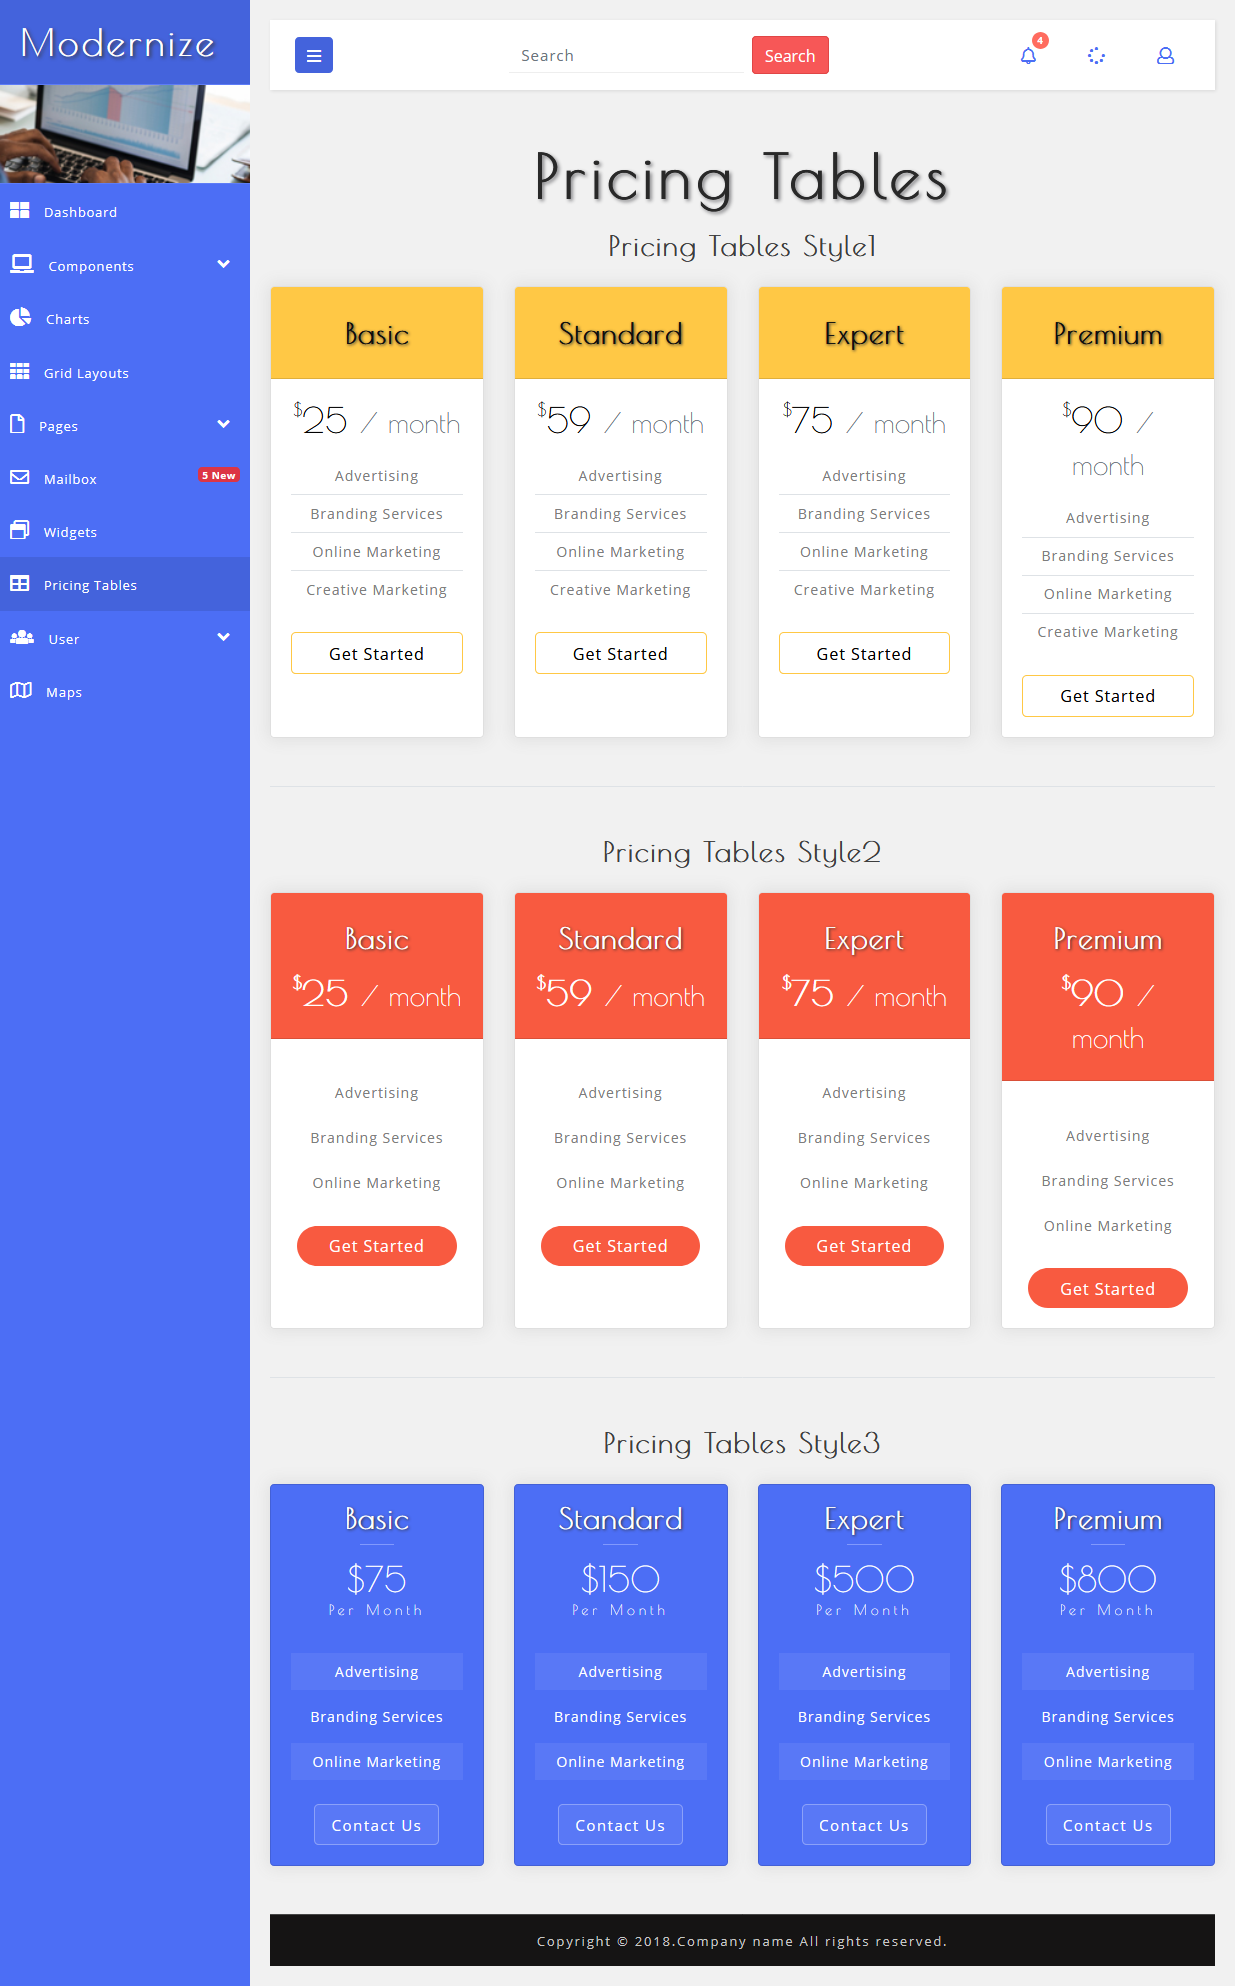 Modernize
Search
Search
4
Dashboard
Components
Charts
Grid Layouts
Pages
Mailbox
5 New
Widgets
Pricing Tables
User
Maps
Pricing Tables
Pricing Tables Style1
Basic
$25 / month
Advertising
Branding Services
Online Marketing
Creative Marketing
Get Started
Standard
$59 / month
Advertising
Branding Services
Online Marketing
Creative Marketing
Get Started
Expert
$75 / month
Advertising
Branding Services
Online Marketing
Creative Marketing
Get Started
Premium
$90 /
month
Advertising
Branding Services
Online Marketing
Creative Marketing
Get Started
Pricing Tables Style2
Basic
$25 / month
Advertising
Branding Services
Online Marketing
Get Started
Standard
$59 / month
Advertising
Branding Services
Online Marketing
Get Started
Expert
$75 / month
Advertising
Branding Services
Online Marketing
Get Started
Premium
$90 /
month
Advertising
Branding Services
Online Marketing
Get Started
Pricing Tables Style3
Basic
$75
Per Month
Advertising
Branding Services
Online Marketing
Contact Us
Standard
$150
Per Month
Advertising
Branding Services
Online Marketing
Contact Us
Expert
$500
Per Month
Advertising
Branding Services
Online Marketing
Contact Us
Premium
$800
Per Month
Advertising
Branding Services
Online Marketing
Contact Us
Copyright © 2018.Company name All rights reserved.